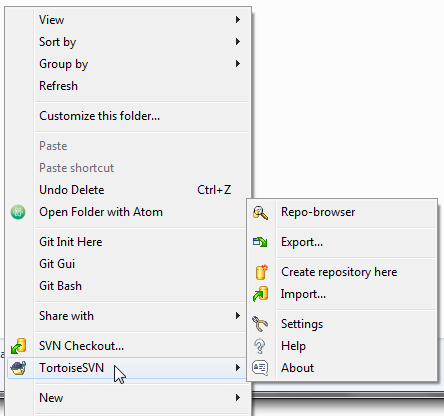 View
Sort by
Group by
Refresh
Customize this folder...
Paste
Paste shortcut
Undo Delete Ctrl+Z
Open Folder with Atom
Git Init Here
Git Gui
Git Bash
Share with
SVN Checkout...
TortoiseSVN
New
Repo-browser
Export...
Create repository here
Import...
Settings
Help
About